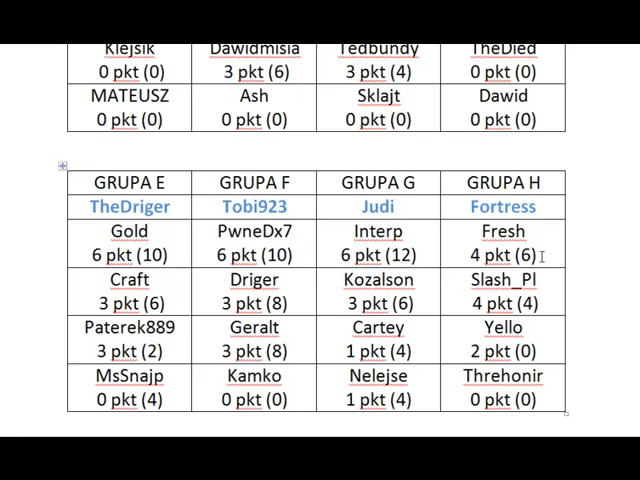 Klejsik Dawidmisia Tedbundy TheDied
0 pkt (0) 3 pkt (6) 3 pkt (4) 0 pkt (0)
MATEUSZ Ash Sklajt Dawid
0 pkt (0) 0 pkt (0) 0 pkt (0) 0 pkt (0)
GRUPA E GRUPA F GRUPA G GRUPA H
TheDriger Tobi923 Judi Fortress
Gold PwneDx7 Interp Fresh
6 pkt (10) 6 pkt (10) 6 pkt (12) 4 pkt (6)
Craft Driger Kozalson Slash_Pl
3 pkt (6) 3 pkt (8) 3 pkt (6) 4 pkt (4)
Paterek889 Geralt Cartey Yello
3 pkt (2) 3 pkt (8) 1 pkt (4) 2 pkt (0)
MsSnajp Kamko Nelejse Threhonir
0 pkt (4) 0 pkt (0) 1 pkt (4) 0 pkt (0)